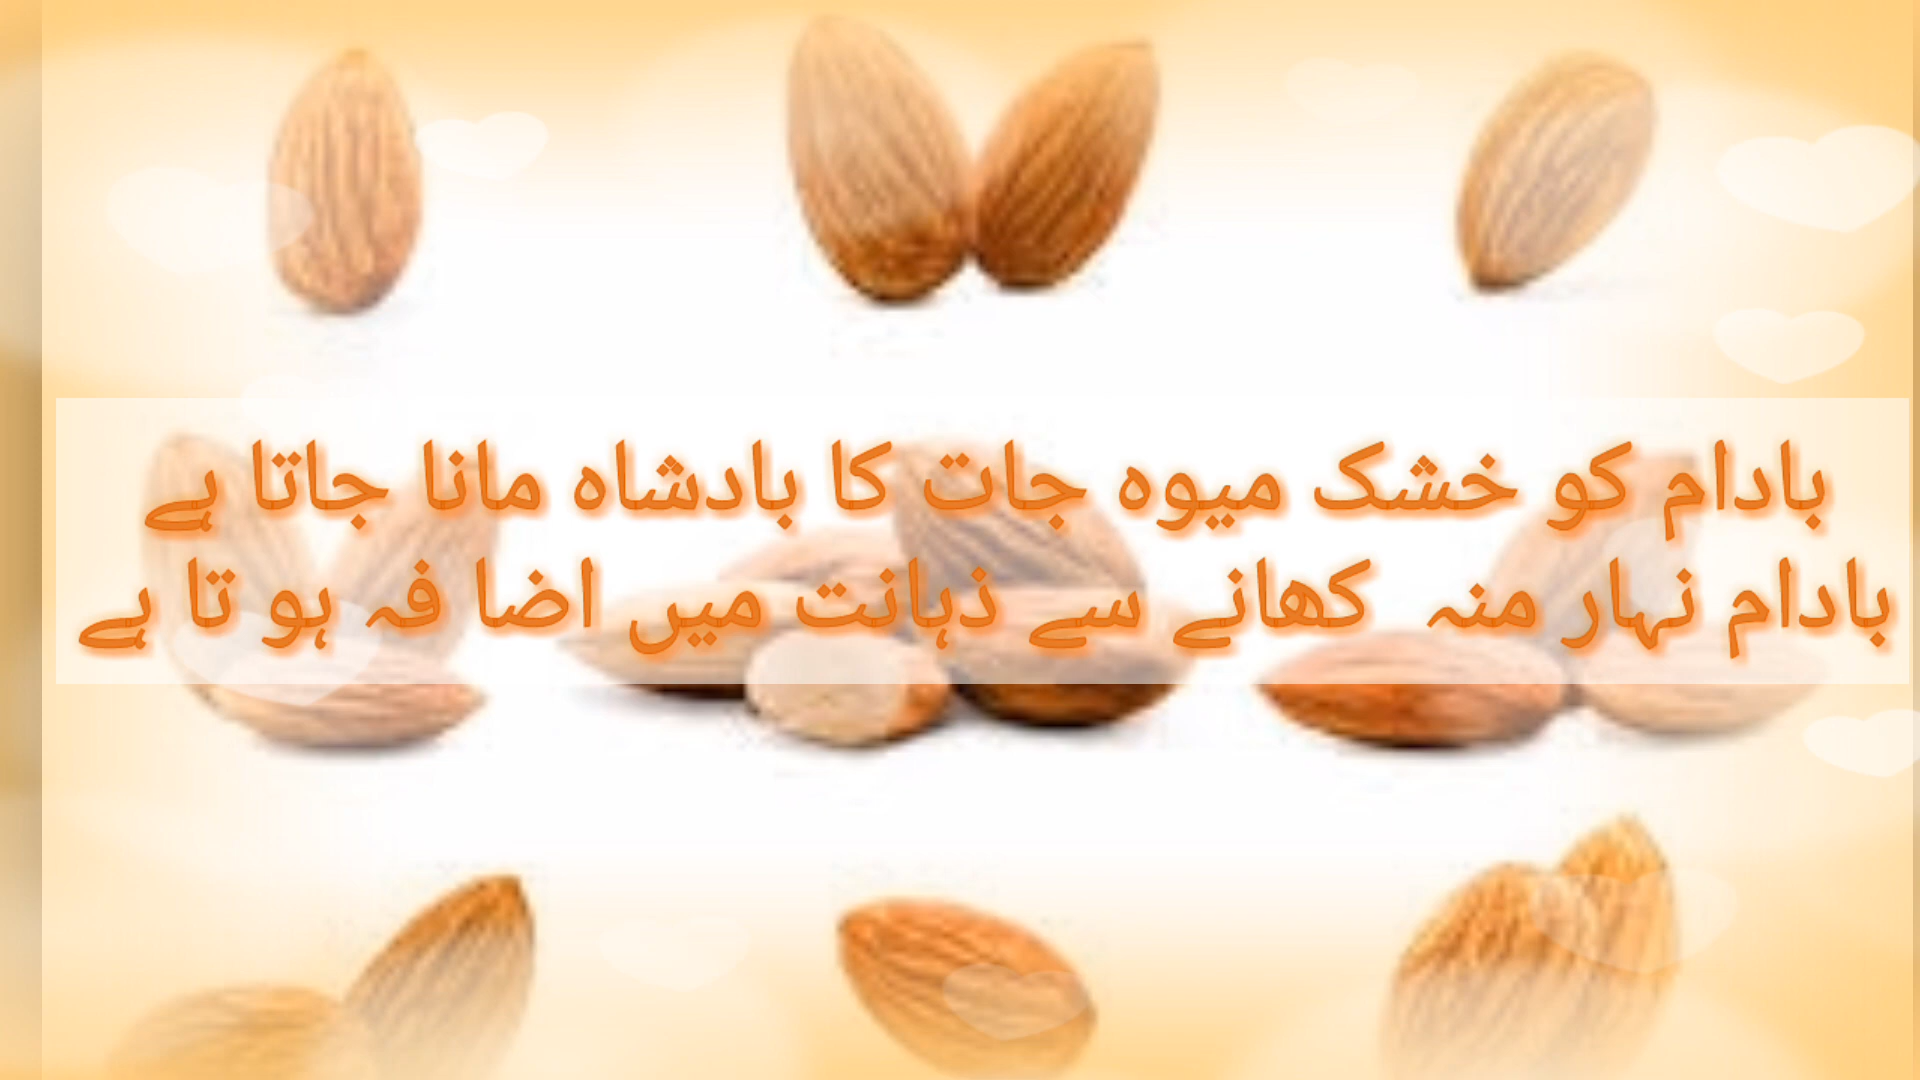 بادام کو خشک میوہ جات کا بادشاہ مانا جاتا ہے
بادام نہار منہ کھانے سے ذہانت میں اضا فہ ہو تا ہے